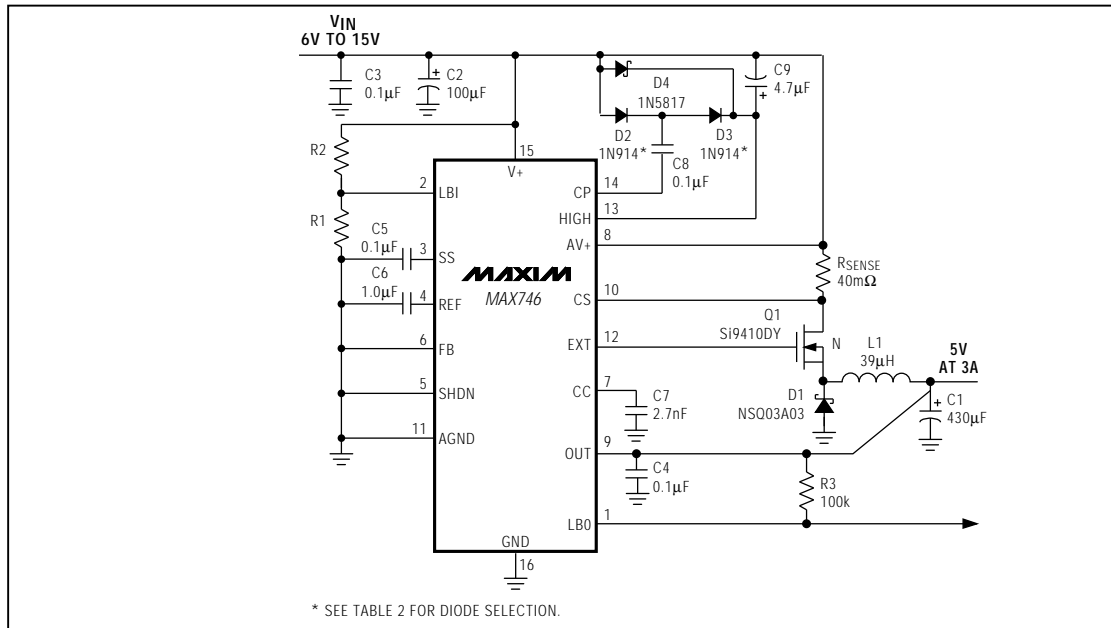 VIN
6V TO 15V
C3
0.1µF
C2
100µF
D4
1N5817
C9
4.7µF
D2
1N914*
D3
1N914*
C8
0.1µF
R2
R1
15
V+
2
LBI
14
CP
13
HIGH
8
AV+
C5
0.1µF
3
SS
MAXIM
MAX746
RSENSE
40mΩ
C6
1.0µF
4
REF
10
CS
Q1
Si9410DY
N
12
EXT
L1
39µH
5V
AT 3A
6
FB
7
CC
C7
2.7nF
D1
NSQ03A03
C1
430µF
5
SHDN
11
AGND
9
OUT
C4
0.1µF
R3
100k
1
LBO
GND
16
* SEE TABLE 2 FOR DIODE SELECTION.